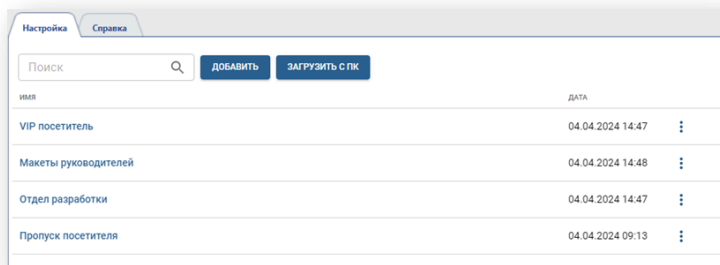 Настройка Справка
Поиск ДОБАВИТЬ ЗАГРУЗИТЬ С ПК
ИМЯ ДАТА
VIP посетитель 04.04.2024 14:47
Макеты руководителей 04.04.2024 14:48
Отдел разработки 04.04.2024 14:47
Пропуск посетителя 04.04.2024 09:13